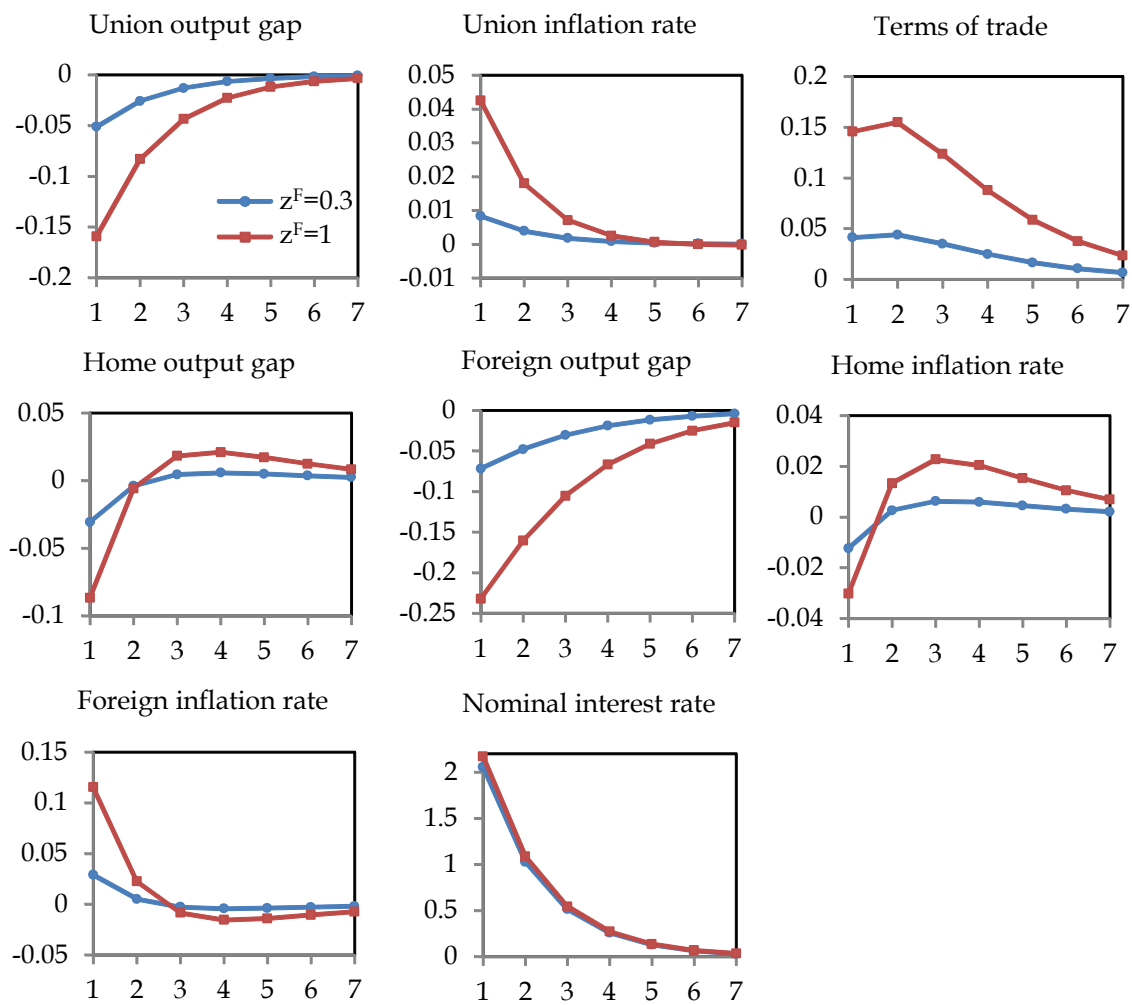 Union output gap
0
-0.05
-0.1
-0.15
-0.2
z^F=0.3
z^F=1
1 2 3 4 5 6 7
Union inflation rate
0.05
0.04
0.03
0.02
0.01
0
-0.01
1 2 3 4 5 6 7
Terms of trade
0.2
0.15
0.1
0.05
0
1 2 3 4 5 6 7
Home output gap
0.05
0
-0.05
-0.1
1 2 3 4 5 6 7
Foreign output gap
0
-0.05
-0.1
-0.15
-0.2
-0.25
1 2 3 4 5 6 7
Home inflation rate
0.04
0.02
0
-0.02
-0.04
1 2 3 4 5 6 7
Foreign inflation rate
0.15
0.1
0.05
0
-0.05
1 2 3 4 5 6 7
Nominal interest rate
2
1.5
1
0.5
0
1 2 3 4 5 6 7